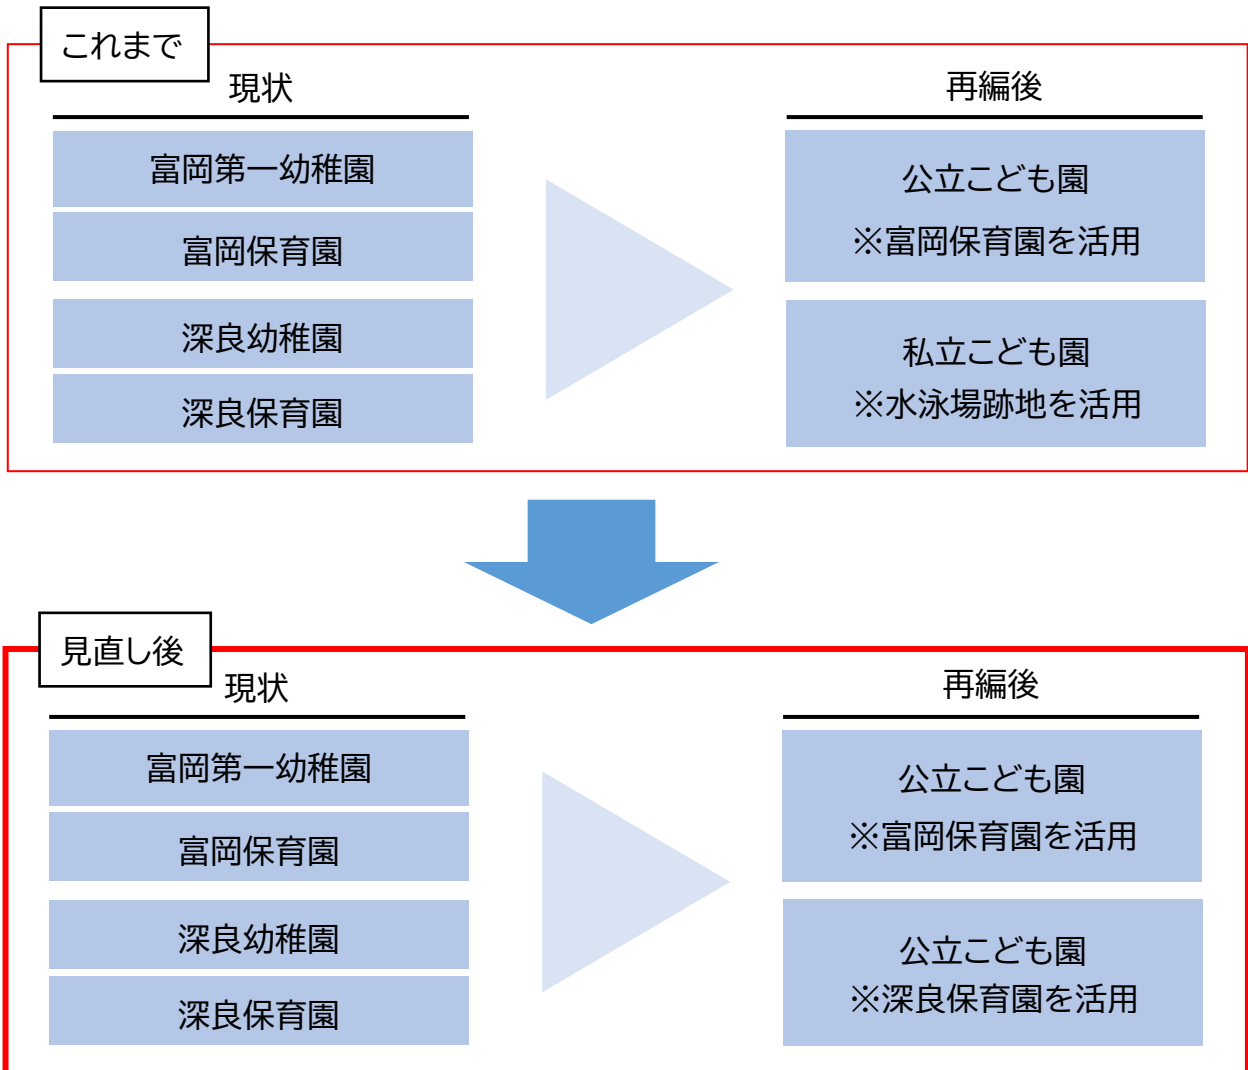 これまで
現状
富岡第一幼稚園
富岡保育園
深良幼稚園
深良保育園
再編後
公立こども園
※富岡保育園を活用
私立こども園
※水泳場跡地を活用
見直し後
現状
富岡第一幼稚園
富岡保育園
深良幼稚園
深良保育園
再編後
公立こども園
※富岡保育園を活用
公立こども園
※深良保育園を活用